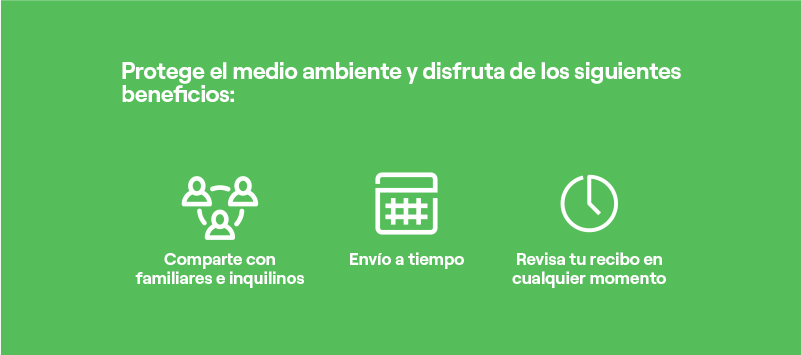 Protege el medio ambiente y disfruta de los siguientes
beneficios:
Comparte con
familiares e inquilinos
Envío a tiempo
Revisa tu recibo en
cualquier momento